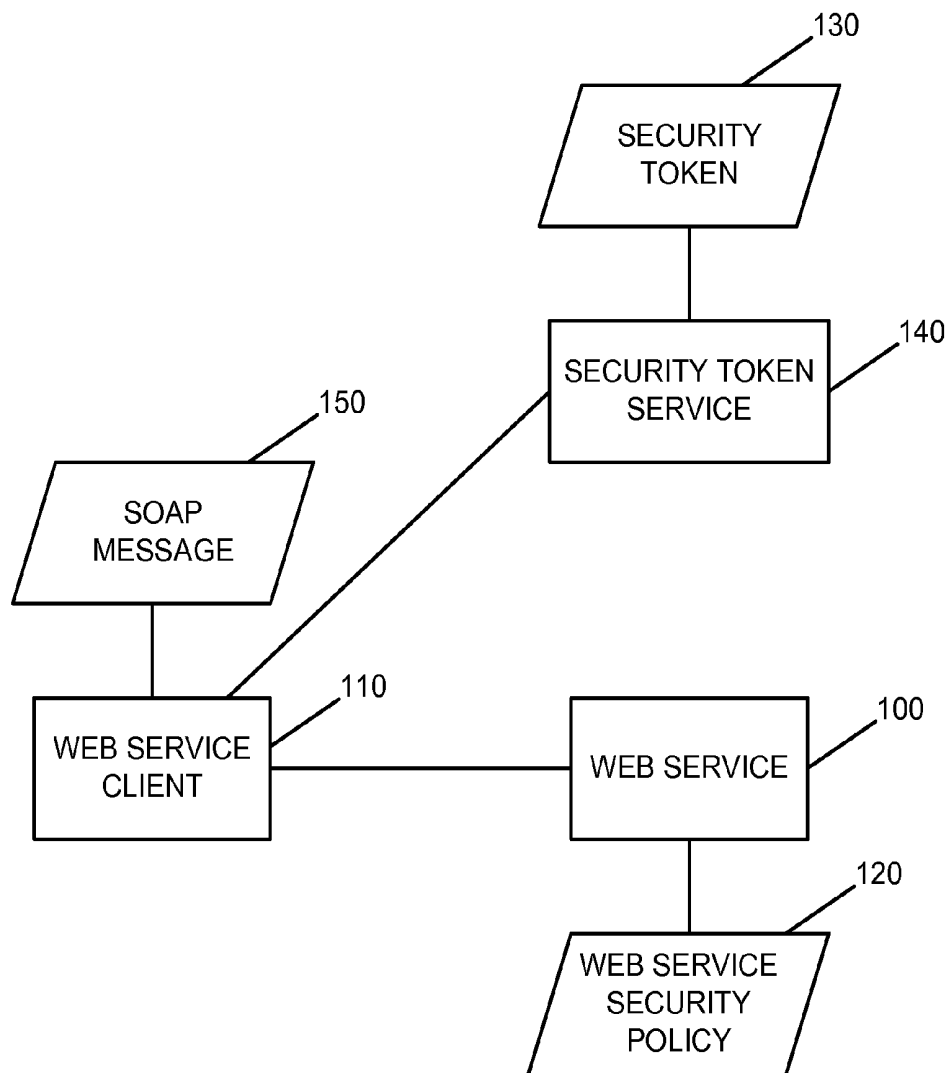 130
SECURITY
TOKEN
140
SECURITY TOKEN
SERVICE
150
SOAP
MESSAGE
110
WEB SERVICE
CLIENT
100
WEB SERVICE
120
WEB SERVICE
SECURITY
POLICY